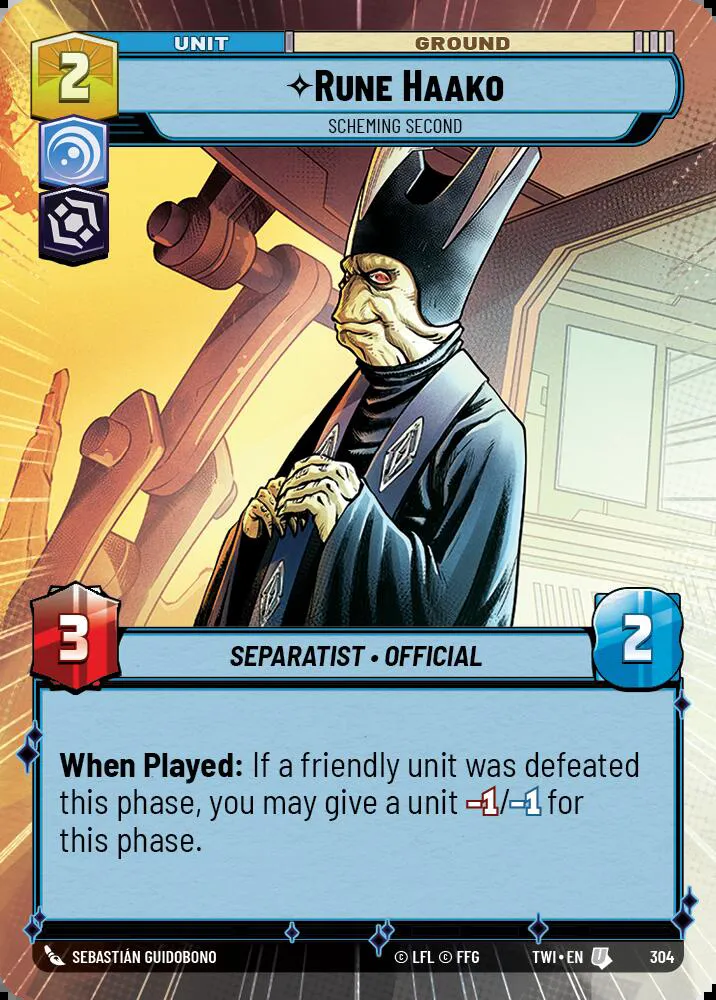 UNIT
GROUND
2
✧RUNE HAAKO
SCHEMING SECOND
3
SEPARATIST • OFFICIAL
2
When Played: If a friendly unit was defeated
this phase, you may give a unit -1/-1 for
this phase.
SEBASTIÁN GUIDOBONO
© LFL © FFG
TWI • EN
U
304